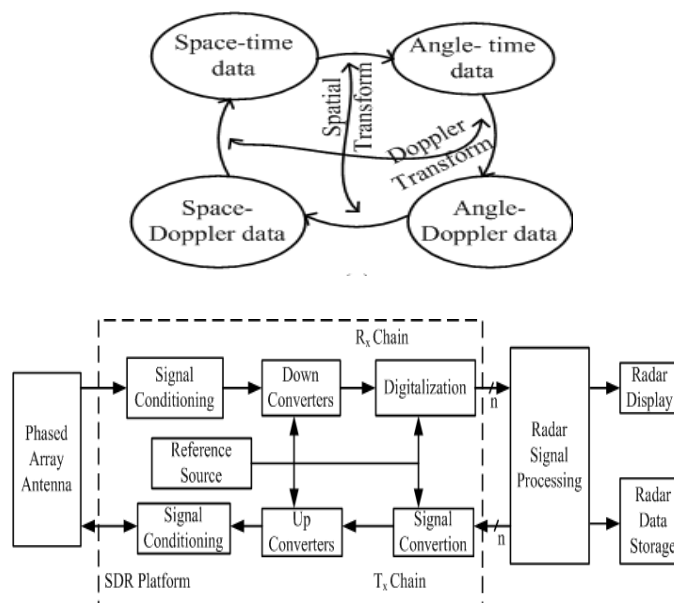 Space-time
data
Angle- time
data
Spatial
Transform
Doppler
Transform
Space-
Doppler data
Angle-
Doppler data
Rx Chain
Signal
Conditioning
Down
Converters
Digitalization
n
Phased
Array
Antenna
Reference
Source
Radar
Signal
Processing
Radar
Display
Signal
Conditioning
Up
Converters
Signal
Convertion
n
Radar
Data
Storage
SDR Platform
Tx Chain